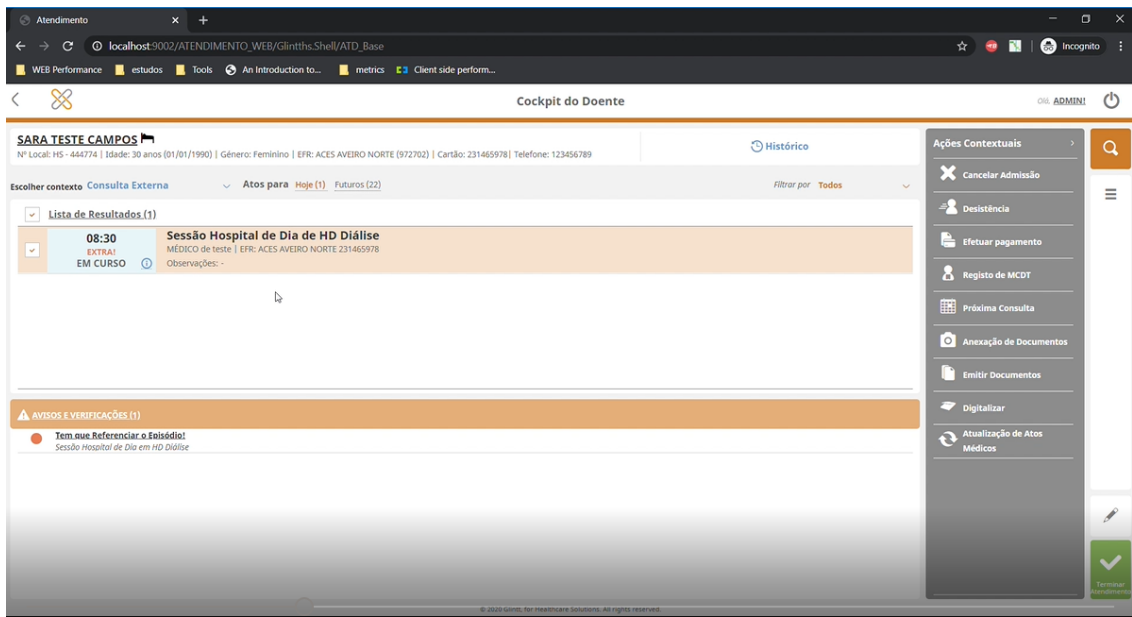 Atendimento
localhost:9002/ATENDIMENTO_WEB/Glintths.Shell/ATD_Base
Incognito
WEB Performance estudos Tools An Introduction to... metrics Client side perform...
Cockpit do Doente
Olá, ADMIN!
SARA TESTE CAMPOS
Nº Local: HS - 444774 | Idade: 30 anos (01/01/1990) | Género: Feminino | EFR: ACES AVEIRO NORTE (972702) | Cartão: 231465978| Telefone: 123456789
Histórico
Escolher contexto Consulta Externa Atos para Hoje (1) Futuros (22) Filtrar por Todos
Lista de Resultados (1)
08:30
EXTRA!
EM CURSO
Sessão Hospital de Dia de HD Diálise
MÉDICO de teste | EFR: ACES AVEIRO NORTE 231465978
Observações: -
AVISOS E VERIFICAÇÕES (1)
Tem que Referenciar o Episódio!
Sessão Hospital de Dia em HD Diálise
Ações Contextuais
Cancelar Admissão
Desistência
Efetuar pagamento
Registo de MCDT
Próxima Consulta
Anexação de Documentos
Emitir Documentos
Digitalizar
Atualização de Atos
Médicos
Terminar
Atendimento
© 2020 Glintt, for Healthcare Solutions. All rights reserved.